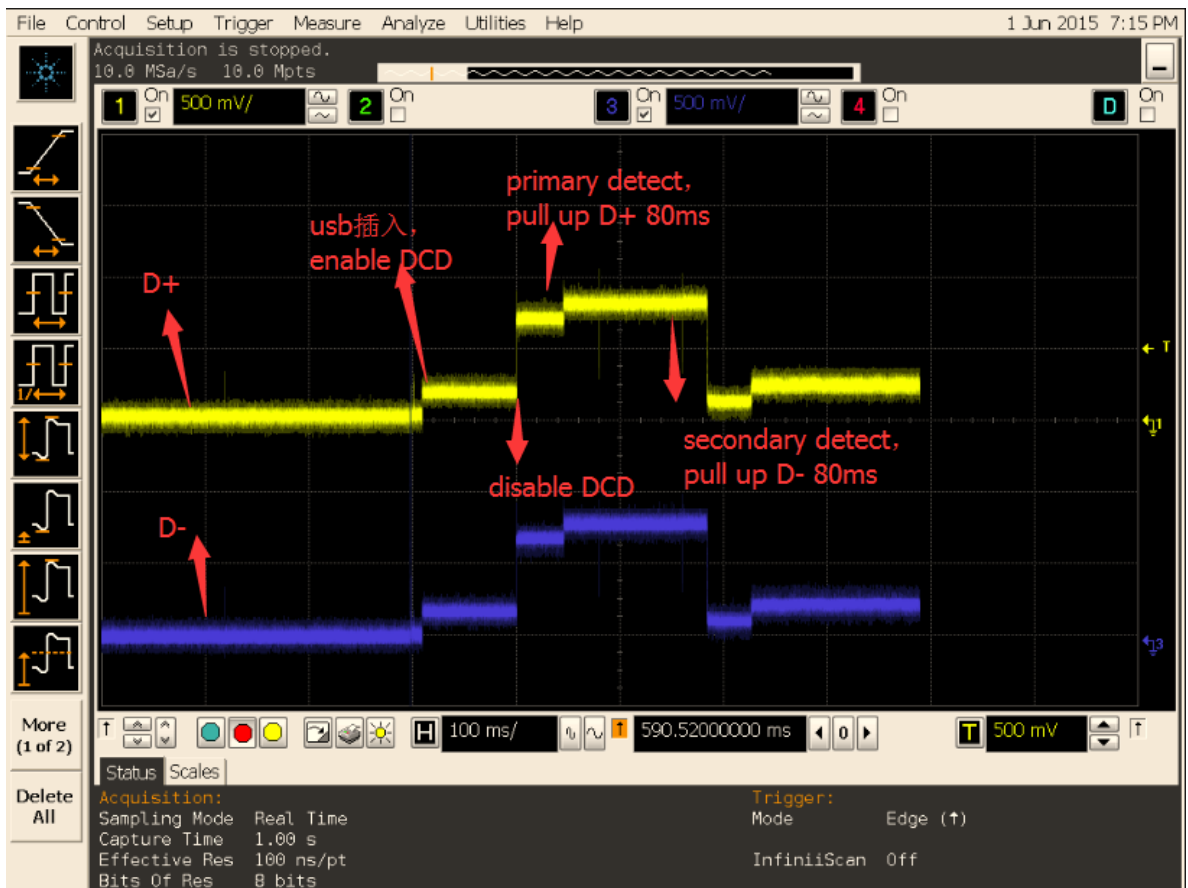 File Control Setup Trigger Measure Analyze Utilities Help 1 Jun 2015 7:15 PM
Acquisition is stopped.
10.0 MSa/s 10.0 Mpts
1 On 500 mV/ 2 On 3 On 500 mV/ 4 On D On
primary detect，
pull up D+ 80ms
usb插入，
enable DCD
D+
T
1
secondary detect，
pull up D- 80ms
disable DCD
D-
3
1/
More
(1 of 2)
H 100 ms/ 590.52000000 ms 0 T 500 mV
Status Scales
Delete
All
Acquisition: Trigger:
Sampling Mode Real Time Mode Edge (↑)
Capture Time 1.00 s
Effective Res 100 ns/pt InfiniiScan Off
Bits Of Res 8 bits